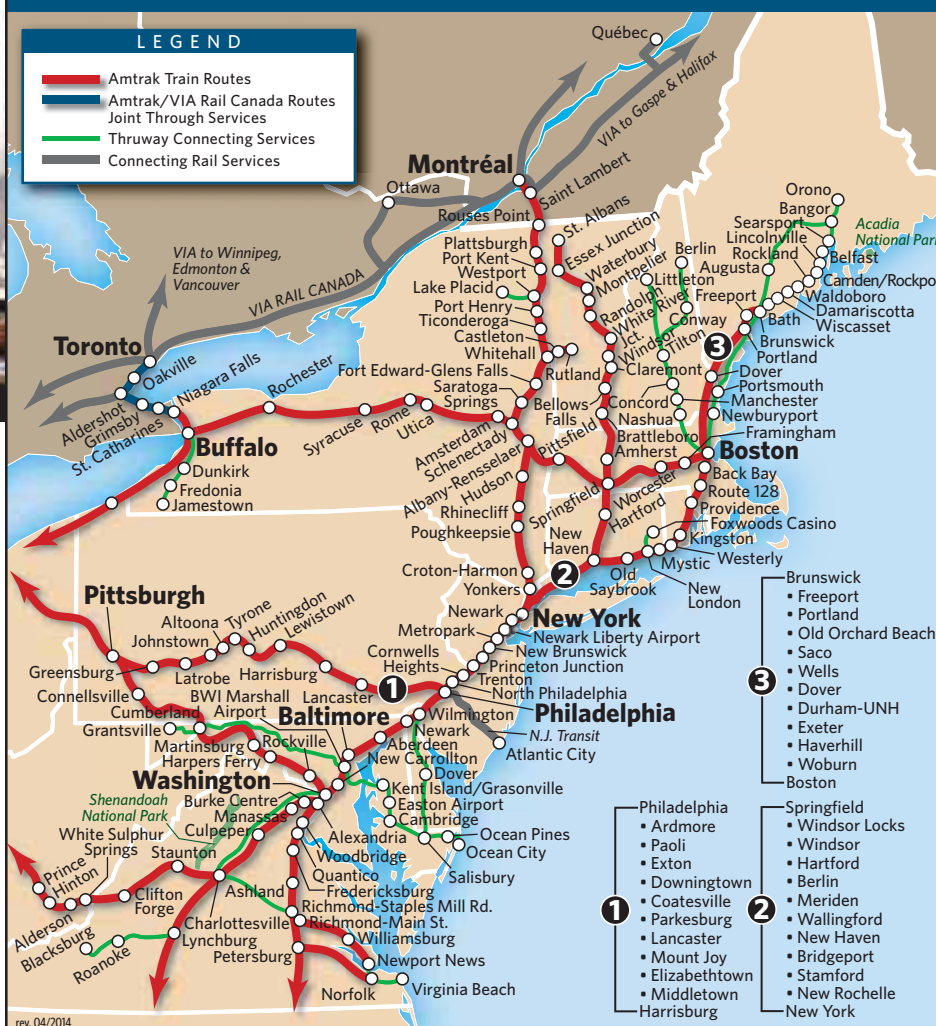 LEGEND
Amtrak Train Routes
Amtrak/VIA Rail Canada Routes
Joint Through Services
Thruway Connecting Services
Connecting Rail Services
Québec
VIA to Gaspe & Halifax
Montréal
Saint Lambert
Ottawa
Rouses Point
VIA to Winnipeg,
Edmonton &
Vancouver
VIA RAIL CANADA
Plattsburgh
Port Kent
Westport
Lake Placid
Port Henry
Ticonderoga
Castleton
Whitehall
Rutland
Fort Edward-Glens Falls
Saratoga
Springs
St. Albans
Essex Junction
Waterbury
Montpelier
Randolph
White River
Jct.
Windsor
Claremont
Bellows
Falls
Brattleboro
Amherst
Berlin
Littleton
Conway
Tilton
Concord
Manchester
Nashua
Orono
Bangor
Searsport
Lincolnville
Rockland
Augusta
Freeport
Acadia
National Park
Belfast
Camden/Rockpo
Waldoboro
Damariscotta
Wiscasset
Bath
Brunswick
Portland
3
Dover
Portsmouth
Newburyport
Framingham
Boston
Back Bay
Route 128
Providence
Foxwoods Casino
Kingston
Westerly
Mystic
New
London
Old
Saybrook
New
Haven
Hartford
Worcester
Springfield
Pittsfield
Toronto
Oakville
Aldershot
Grimsby
St. Catharines
Niagara Falls
Buffalo
Rochester
Syracuse
Rome
Utica
Amsterdam
Schenectady
Albany-Rensselaer
Hudson
Rhinecliff
Poughkeepsie
Croton-Harmon
Yonkers
Dunkirk
Fredonia
Jamestown
2
New York
Newark
Metropark
Newark Liberty Airport
New Brunswick
Princeton Junction
Cornwells
Heights
Trenton
North Philadelphia
Philadelphia
N.J. Transit
Atlantic City
Pittsburgh
Greensburg
Latrobe
Johnstown
Altoona
Tyrone
Huntingdon
Lewistown
Harrisburg
Lancaster
1
Connellsville
Cumberland
Grantsville
Martinsburg
Harpers Ferry
Rockville
BWI Marshall
Airport
Baltimore
Wilmington
Newark
Aberdeen
New Carrollton
Dover
Washington
Kent Island/Grasonville
Easton Airport
Cambridge
Ocean Pines
Ocean City
Salisbury
Shenandoah
National Park
Burke Centre
Manassas
Culpeper
Alexandria
Woodbridge
Quantico
Fredericksburg
White Sulphur
Springs
Staunton
Prince
Hinton
Alderson
Clifton
Forge
Charlottesville
Ashland
Richmond-Staples Mill Rd.
Richmond-Main St.
Williamsburg
Newport News
Lynchburg
Petersburg
Blacksburg
Roanoke
Norfolk
Virginia Beach
3
Brunswick
• Freeport
• Portland
• Old Orchard Beach
• Saco
• Wells
• Dover
• Durham-UNH
• Exeter
• Haverhill
• Woburn
Boston
1
Philadelphia
• Ardmore
• Paoli
• Exton
• Downingtown
• Coatesville
• Parkesburg
• Lancaster
• Mount Joy
• Elizabethtown
• Middletown
Harrisburg
2
Springfield
• Windsor Locks
• Windsor
• Hartford
• Berlin
• Meriden
• Wallingford
• New Haven
• Bridgeport
• Stamford
• New Rochelle
New York
rev. 04/2014